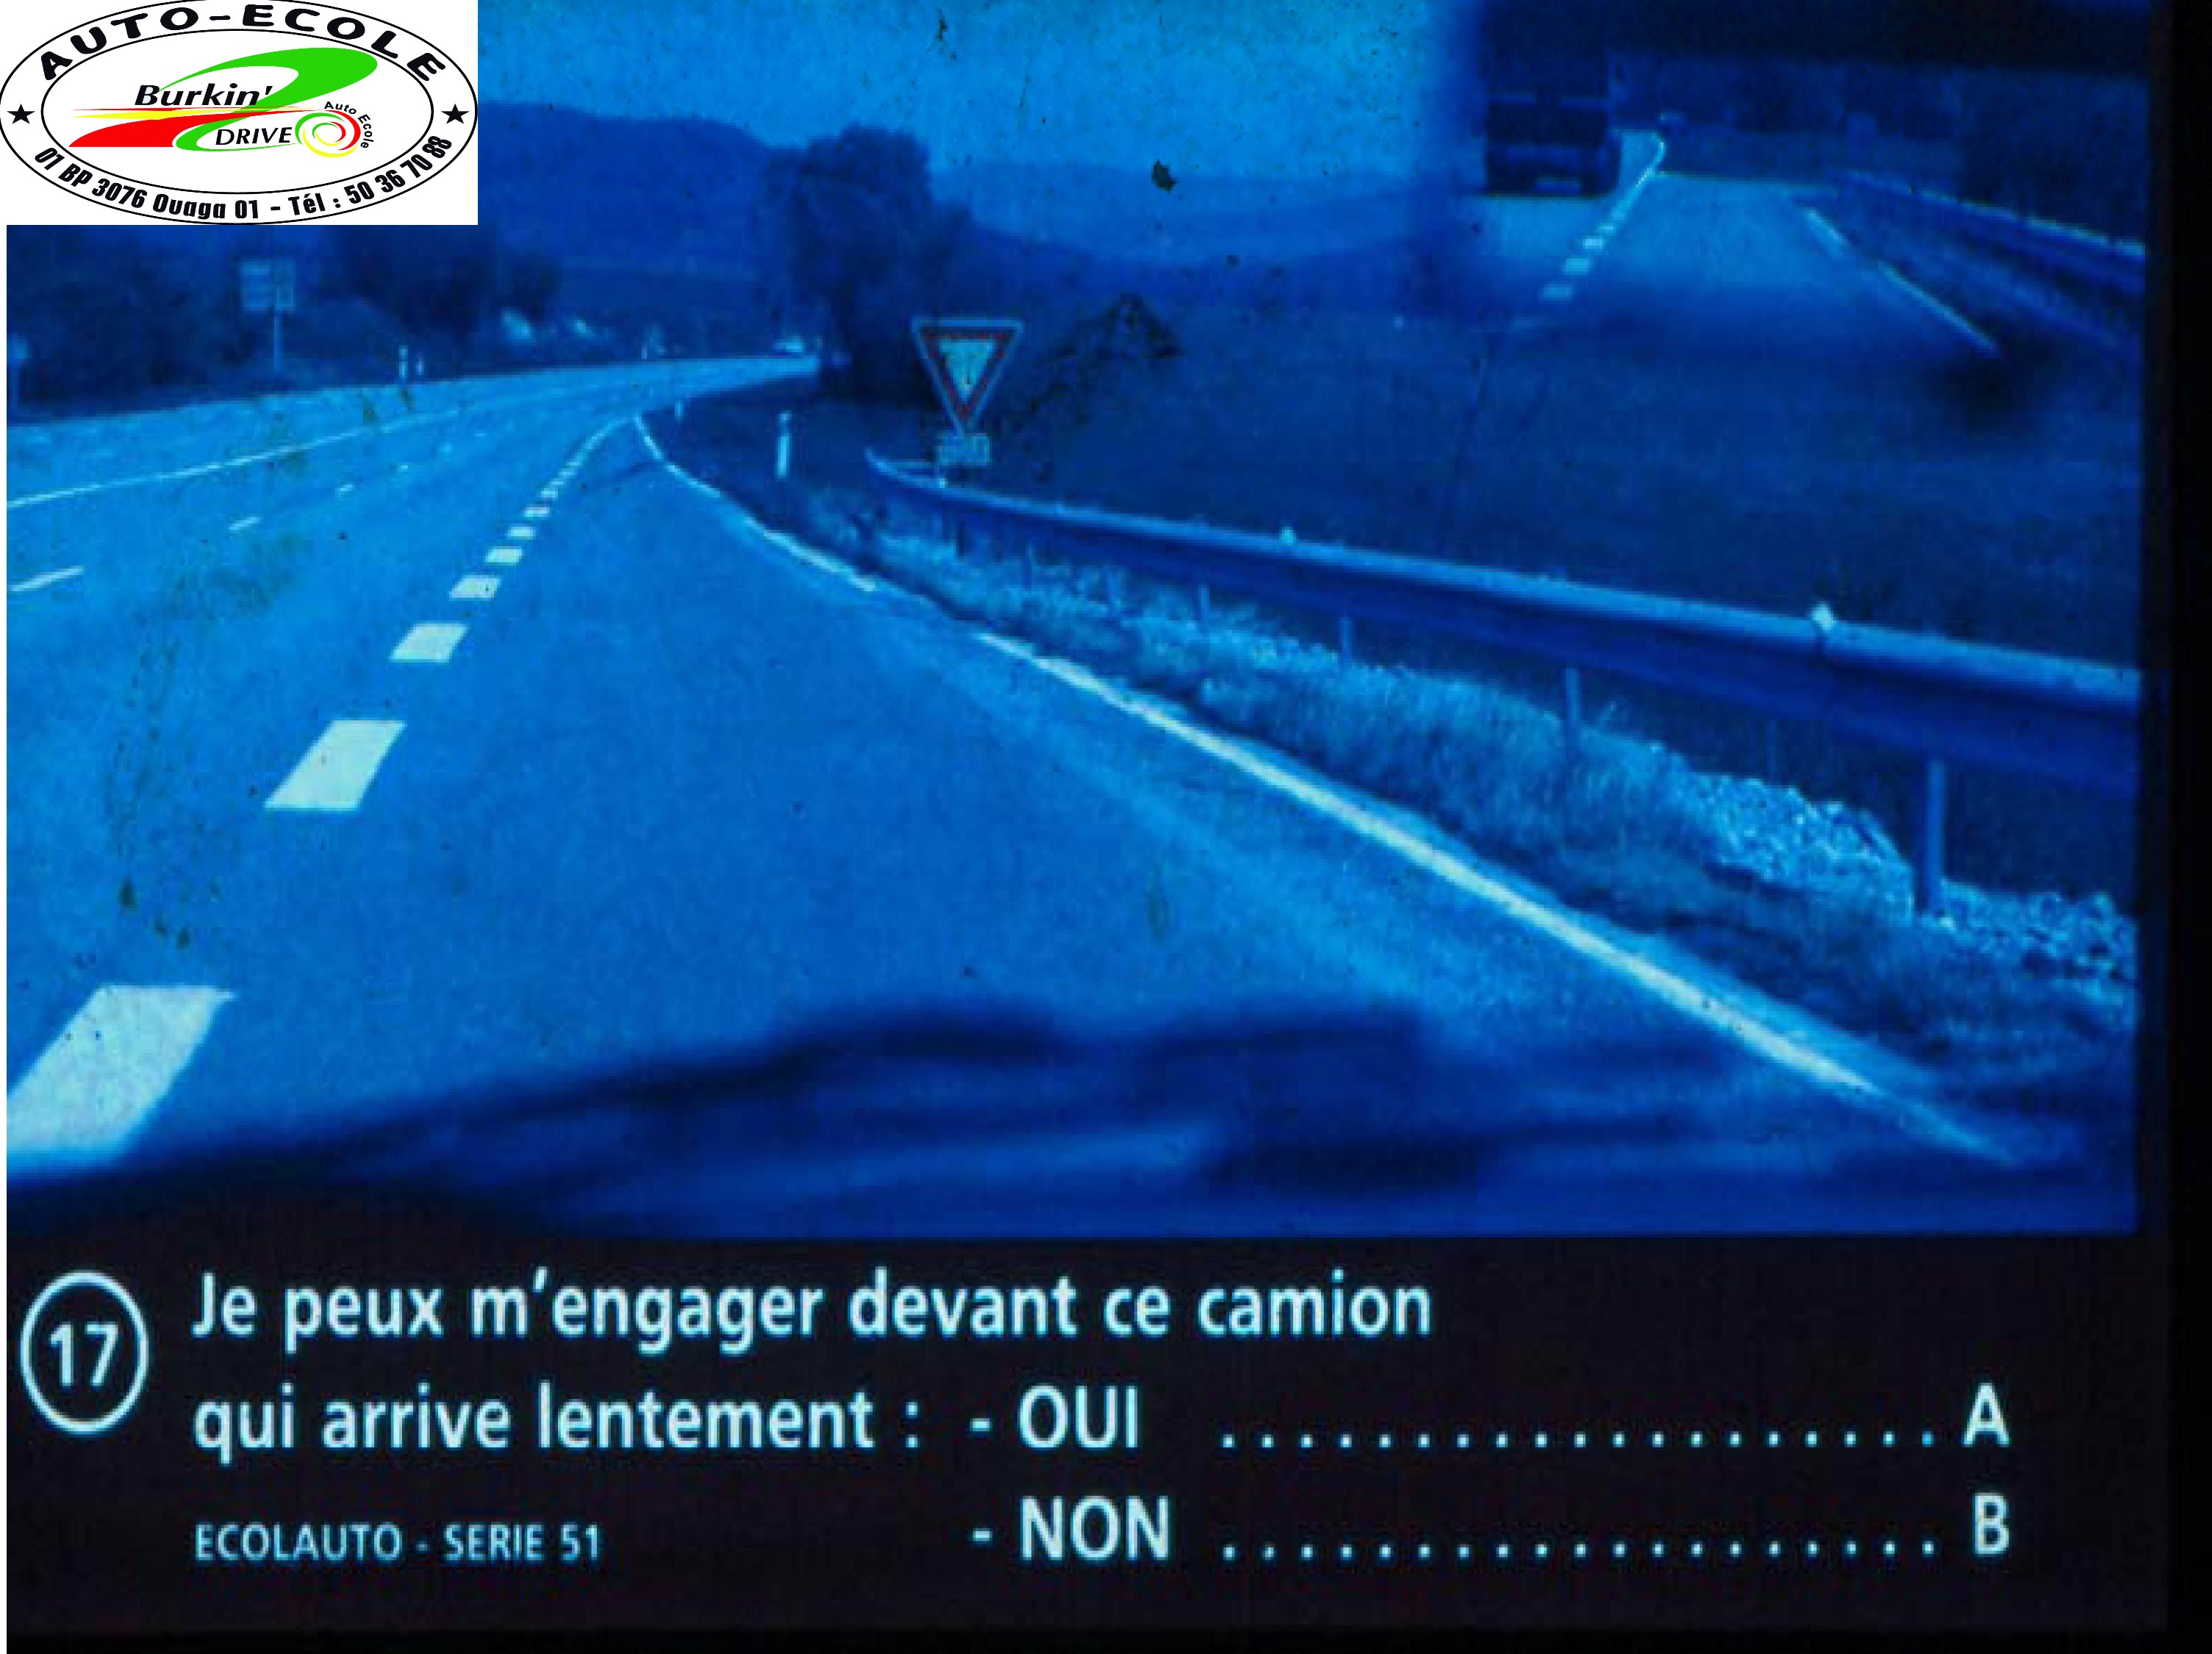 AUTO-ECOLE
Burkin'
DRIVE
Auto Ecole
01 BP 3076 Ouaga 01 - Tél : 50 36 70 88
17
Je peux m'engager devant ce camion
qui arrive lentement : - OUI .................... A
ECOLAUTO - SERIE 51
- NON .................... B